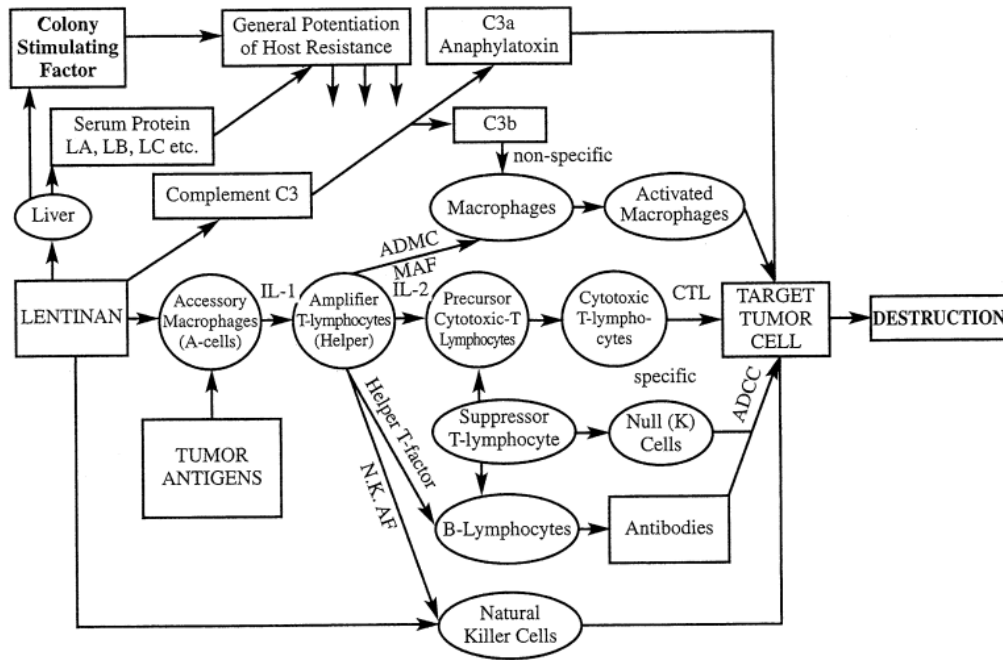 Colony
Stimulating
Factor
General Potentiation
of Host Resistance
C3a
Anaphylatoxin
Serum Protein
LA, LB, LC etc.
C3b
non-specific
Liver
Complement C3
Macrophages
Activated
Macrophages
ADMC
MAF
LENTINAN
Accessory
Macrophages
(A-cells)
IL-1
Amplifier
T-lymphocytes
(Helper)
IL-2
Precursor
Cytotoxic-T
Lymphocytes
Cytotoxic
T-lympho-
cytes
CTL
TARGET
TUMOR
CELL
DESTRUCTION
specific
TUMOR
ANTIGENS
Helper T-factor
N.K. AF
Suppressor
T-lymphocyte
Null (K)
Cells
ADCC
B-Lymphocytes
Antibodies
Natural
Killer Cells